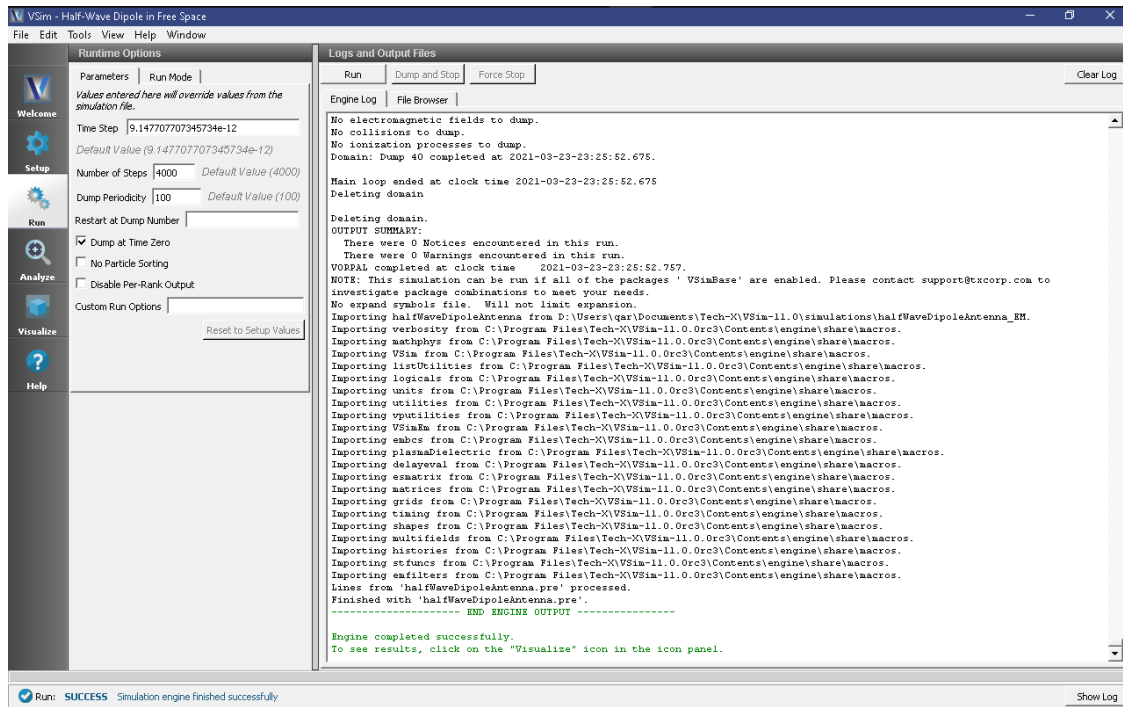 VSim - Half-Wave Dipole in Free Space
File Edit Tools View Help Window
Welcome
Setup
Run
Analyze
Visualize
Help
Runtime Options
Parameters Run Mode
Values entered here will override values from the
simulation file.
Time Step 9.147707707345734e-12
Default Value (9.147707707345734e-12)
Number of Steps 4000 Default Value (4000)
Dump Periodicity 100 Default Value (100)
Restart at Dump Number
Dump at Time Zero
No Particle Sorting
Disable Per-Rank Output
Custom Run Options
Reset to Setup Values
Logs and Output Files
Run Dump and Stop Force Stop Clear Log
Engine Log File Browser
No electromagnetic fields to dump.
No collisions to dump.
No ionization processes to dump.
Domain: Dump 40 completed at 2021-03-23-23:25:52.675.
Main loop ended at clock time 2021-03-23-23:25:52.675
Deleting domain
Deleting domain.
OUTPUT SUMMARY:
There were 0 Notices encountered in this run.
There were 0 Warnings encountered in this run.
VORPAL completed at clock time 2021-03-23-23:25:52.757.
NOTE: This simulation can be run if all of the packages ' VSimBase' are enabled. Please contact support@txcorp.com to
investigate package combinations to meet your needs.
No expand symbols file. Will not limit expansion.
Importing halfWaveDipoleAntenna from D:\Users\qar\Documents\Tech-X\VSim-11.0\simulations\halfWaveDipoleAntenna_EM.
Importing verbosity from C:\Program Files\Tech-X\VSim-11.0.0rc3\Contents\engine\share\macros.
Importing mathphys from C:\Program Files\Tech-X\VSim-11.0.0rc3\Contents\engine\share\macros.
Importing VSim from C:\Program Files\Tech-X\VSim-11.0.0rc3\Contents\engine\share\macros.
Importing listUtilities from C:\Program Files\Tech-X\VSim-11.0.0rc3\Contents\engine\share\macros.
Importing logicals from C:\Program Files\Tech-X\VSim-11.0.0rc3\Contents\engine\share\macros.
Importing units from C:\Program Files\Tech-X\VSim-11.0.0rc3\Contents\engine\share\macros.
Importing utilities from C:\Program Files\Tech-X\VSim-11.0.0rc3\Contents\engine\share\macros.
Importing vputilities from C:\Program Files\Tech-X\VSim-11.0.0rc3\Contents\engine\share\macros.
Importing VSimEm from C:\Program Files\Tech-X\VSim-11.0.0rc3\Contents\engine\share\macros.
Importing embcs from C:\Program Files\Tech-X\VSim-11.0.0rc3\Contents\engine\share\macros.
Importing plasmaDielectric from C:\Program Files\Tech-X\VSim-11.0.0rc3\Contents\engine\share\macros.
Importing delayeval from C:\Program Files\Tech-X\VSim-11.0.0rc3\Contents\engine\share\macros.
Importing esmatrix from C:\Program Files\Tech-X\VSim-11.0.0rc3\Contents\engine\share\macros.
Importing matrices from C:\Program Files\Tech-X\VSim-11.0.0rc3\Contents\engine\share\macros.
Importing grids from C:\Program Files\Tech-X\VSim-11.0.0rc3\Contents\engine\share\macros.
Importing timing from C:\Program Files\Tech-X\VSim-11.0.0rc3\Contents\engine\share\macros.
Importing shapes from C:\Program Files\Tech-X\VSim-11.0.0rc3\Contents\engine\share\macros.
Importing multifields from C:\Program Files\Tech-X\VSim-11.0.0rc3\Contents\engine\share\macros.
Importing histories from C:\Program Files\Tech-X\VSim-11.0.0rc3\Contents\engine\share\macros.
Importing stfuncs from C:\Program Files\Tech-X\VSim-11.0.0rc3\Contents\engine\share\macros.
Importing emfilters from C:\Program Files\Tech-X\VSim-11.0.0rc3\Contents\engine\share\macros.
Lines from 'halfWaveDipoleAntenna.pre' processed.
Finished with 'halfWaveDipoleAntenna.pre'.
-------------------- END ENGINE OUTPUT ---------------
Engine completed successfully.
To see results, click on the "Visualize" icon in the icon panel.
Run: SUCCESS Simulation engine finished successfully Show Log